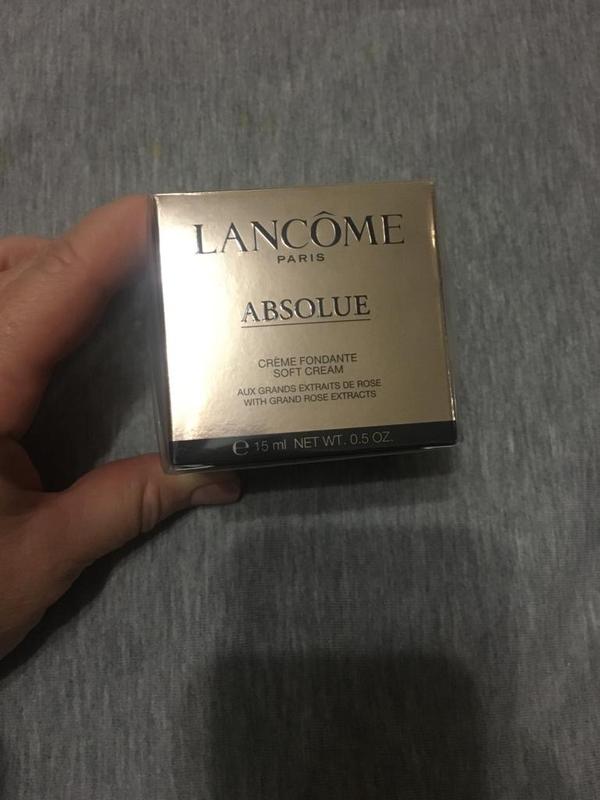 LANCÔME
PARIS
ABSOLUE
CRÈME FONDANTE
SOFT CREAM
AUX GRANDS EXTRAITS DE ROSE
WITH GRAND ROSE EXTRACTS
℮ 15 ml NET WT. 0.5 OZ.